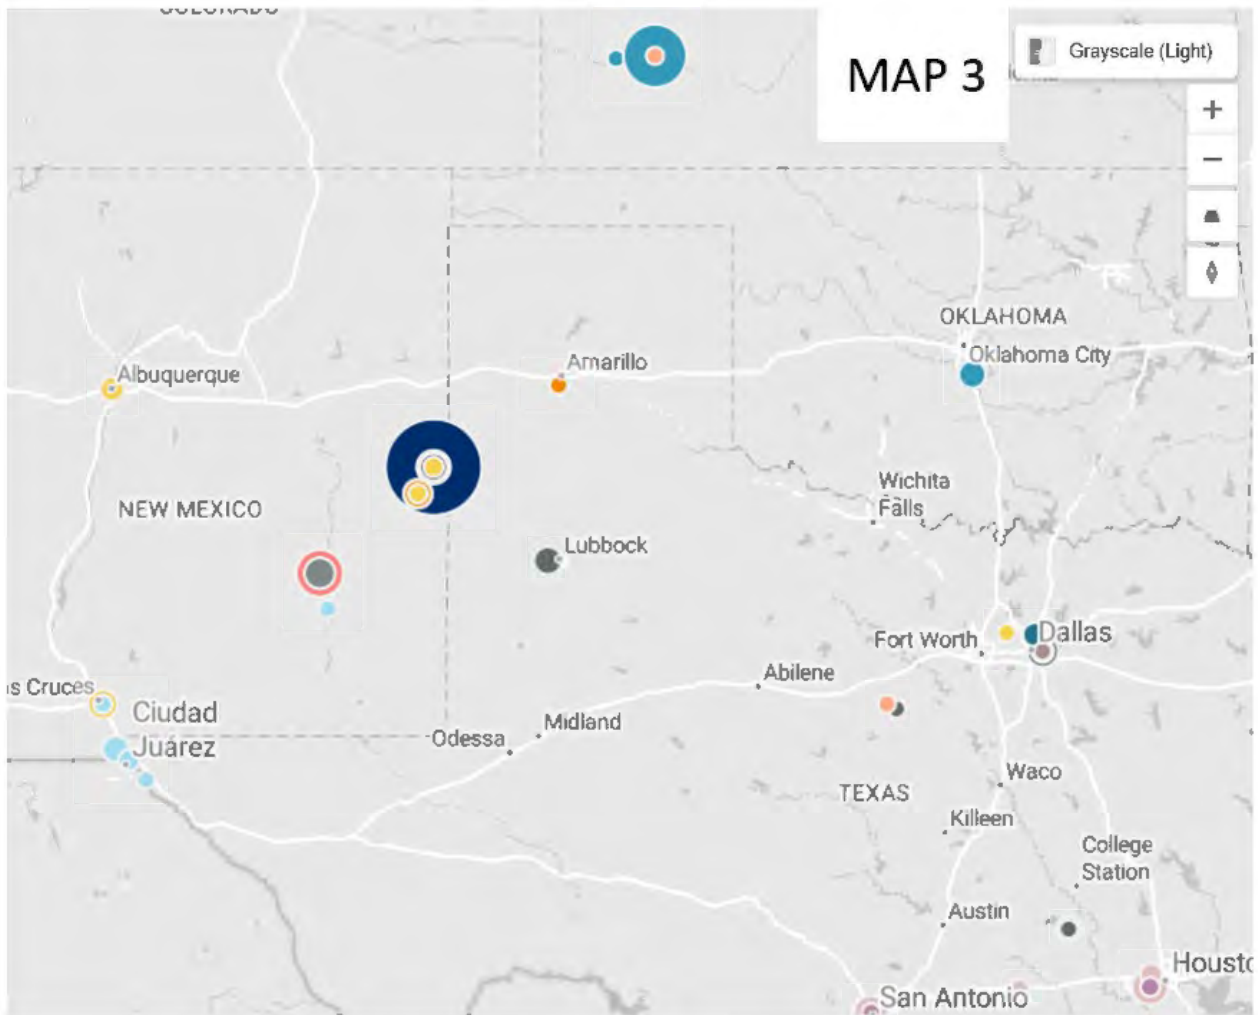 COLORADO
MAP 3
Grayscale (Light)
+
−
OKLAHOMA
Oklahoma City
Amarillo
Albuquerque
Wichita
Falls
NEW MEXICO
Lubbock
Dallas
Fort Worth
Abilene
s Cruces
Ciudad
Juárez
Midland
Odessa
Waco
TEXAS
Killeen
College
Station
Austin
Housto
San Antonio